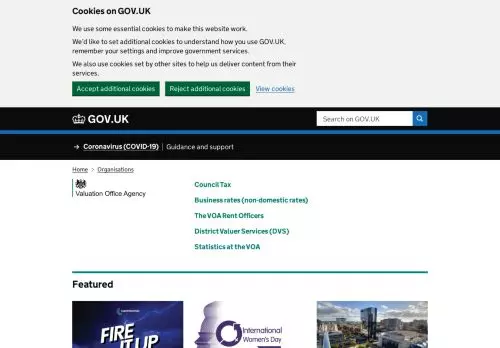 Cookies on GOV.UK
We use some essential cookies to make this website work.
We'd like to set additional cookies to understand how you use GOV.UK,
remember your settings and improve government services.
We also use cookies set by other sites to help us deliver content from their
services.
Accept additional cookies Reject additional cookies View cookies
GOV.UK
Search on GOV.UK
→ Coronavirus (COVID-19) Guidance and support
Home > Organisations
Valuation Office Agency
Council Tax
Business rates (non-domestic rates)
The VOA Rent Officers
District Valuer Services (DVS)
Statistics at the VOA
Featured
FIRE
IT UP
International
Women's Day